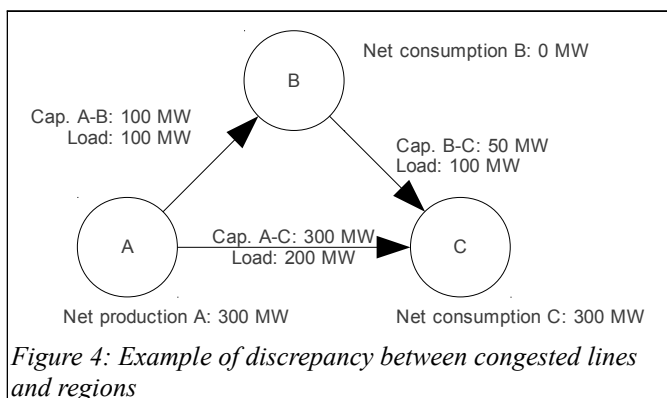 Net consumption B: 0 MW
B
Cap. A-B: 100 MW
Load: 100 MW
Cap. B-C: 50 MW
Load: 100 MW
A
Cap. A-C: 300 MW
Load: 200 MW
C
Net production A: 300 MW
Net consumption C: 300 MW
Figure 4: Example of discrepancy between congested lines
and regions